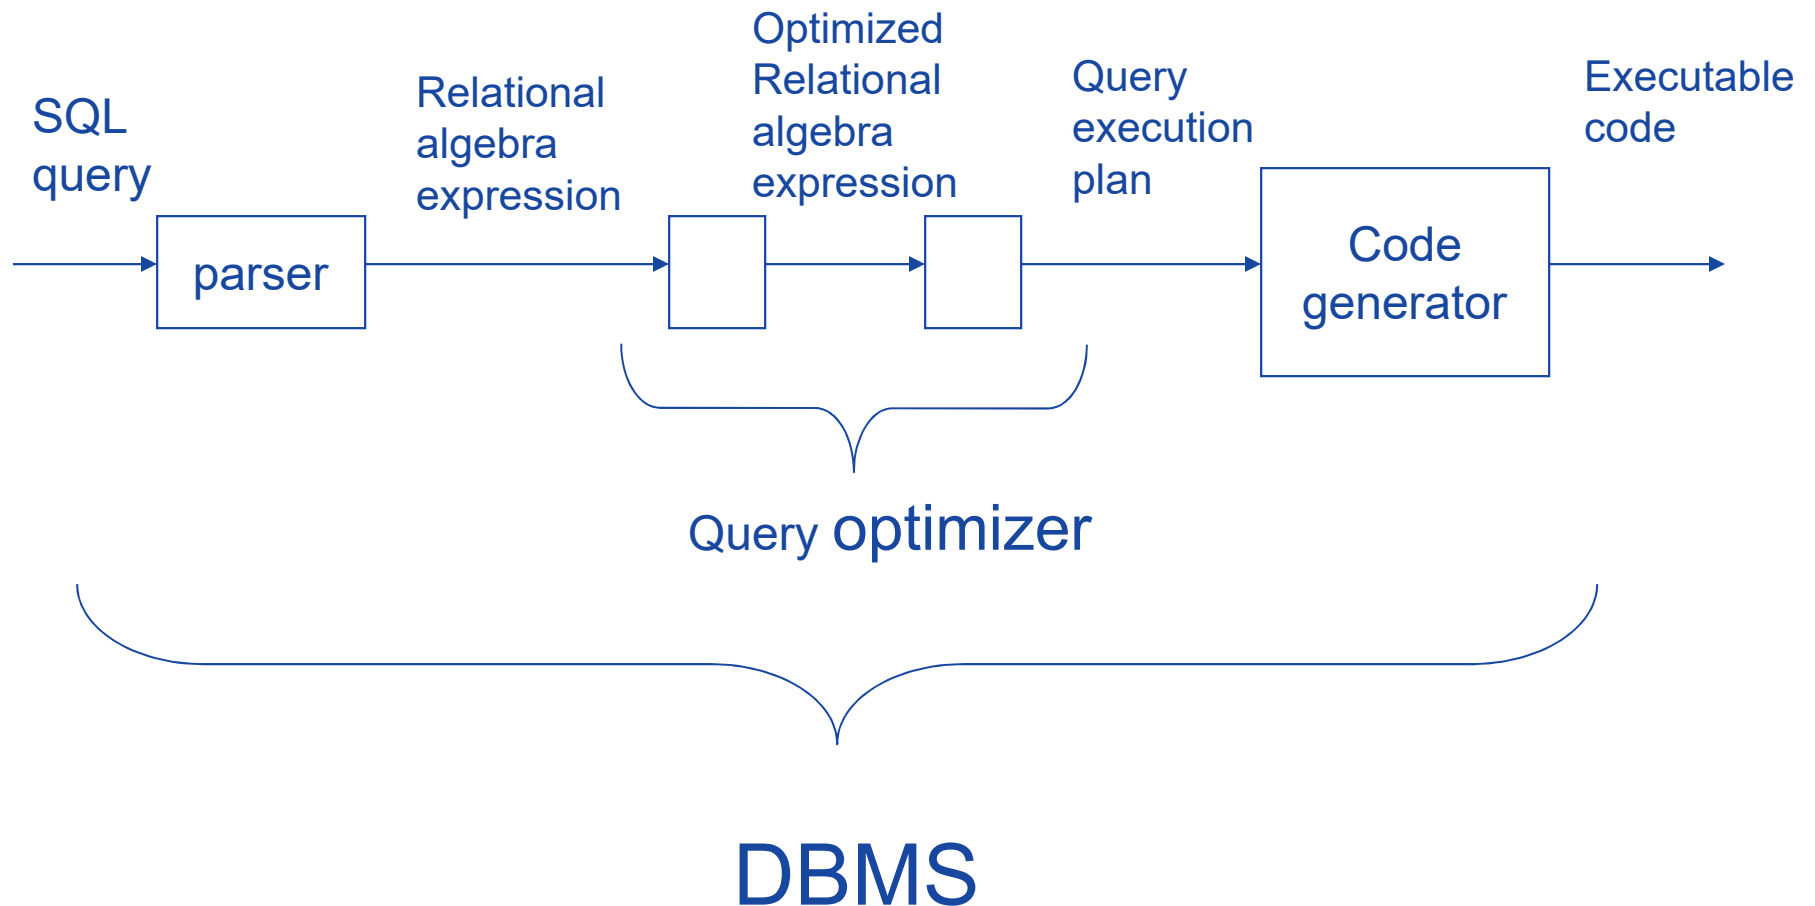 SQL
query
Relational
algebra
expression
Optimized
Relational
algebra
expression
Query
execution
plan
Executable
code
parser
Code
generator
Query optimizer
DBMS